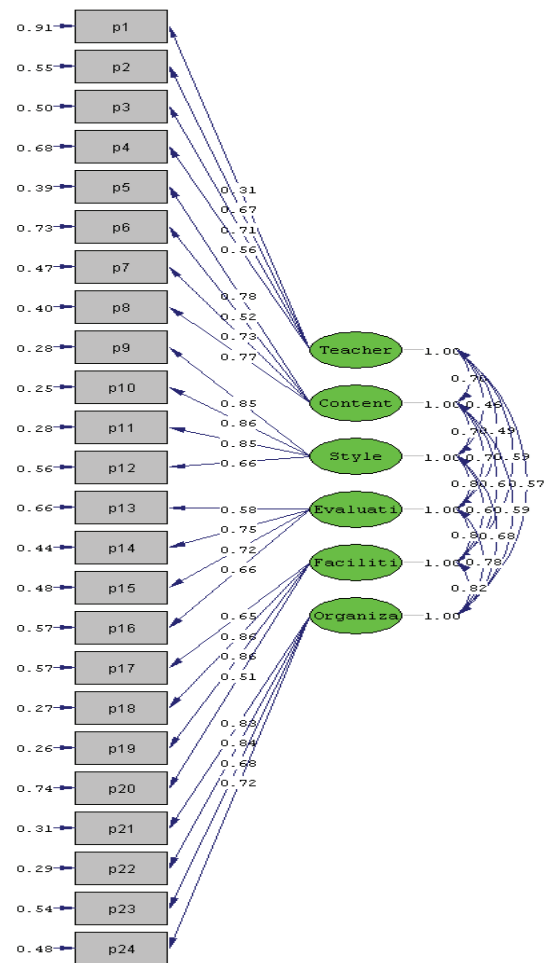 0.91 p1
0.55 p2
0.50 p3
0.68 p4
0.39 p5
0.73 p6
0.47 p7
0.40 p8
0.28 p9
0.25 p10
0.28 p11
0.56 p12
0.66 p13
0.44 p14
0.48 p15
0.57 p16
0.57 p17
0.27 p18
0.26 p19
0.74 p20
0.31 p21
0.29 p22
0.54 p23
0.48 p24
0.31
0.67
0.71
0.56
0.78
0.52
0.73
0.77
0.85
0.86
0.85
0.66
0.58
0.75
0.72
0.66
0.65
0.86
0.86
0.51
0.83
0.84
0.68
0.72
Teacher 1.00
Content 1.00
Style 1.00
Evaluati 1.00
Faciliti 1.00
Organiza 1.00
0.46
0.49
0.59
0.57
0.59
0.68
0.78
0.82